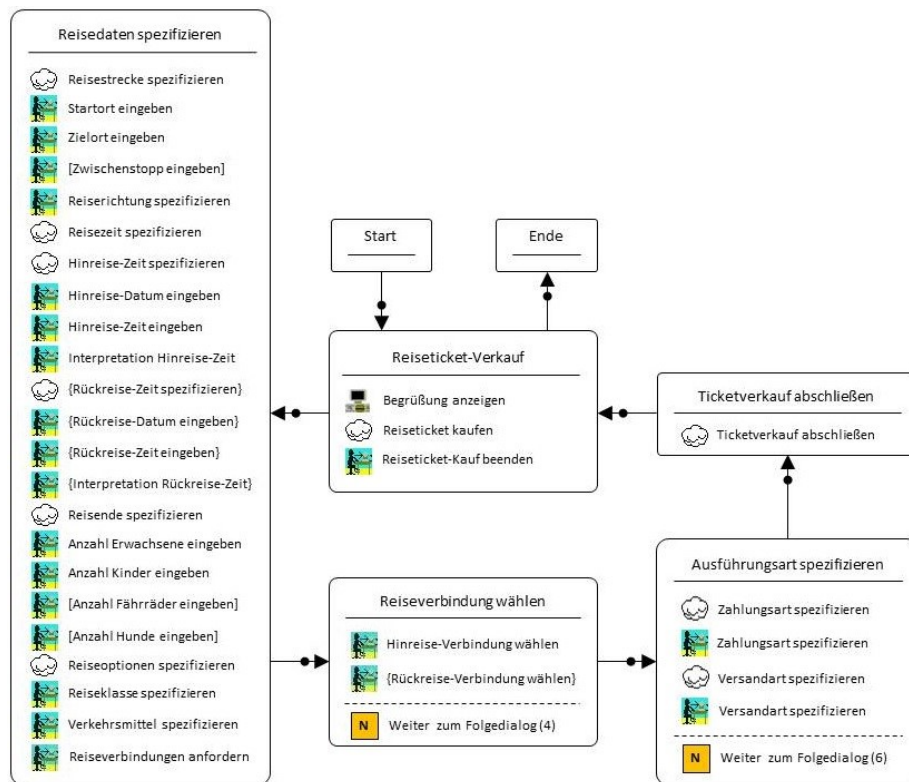 Reisedaten spezifizieren
Reisestrecke spezifizieren
Startort eingeben
Zielort eingeben
[Zwischenstopp eingeben]
Reiserichtung spezifizieren
Reisezeit spezifizieren
Hinreise-Zeit spezifizieren
Hinreise-Datum eingeben
Hinreise-Zeit eingeben
Interpretation Hinreise-Zeit
{Rückreise-Zeit spezifizieren}
{Rückreise-Datum eingeben}
{Rückreise-Zeit eingeben}
{Interpretation Rückreise-Zeit}
Reisende spezifizieren
Anzahl Erwachsene eingeben
Anzahl Kinder eingeben
[Anzahl Fährräder eingeben]
[Anzahl Hunde eingeben]
Reiseoptionen spezifizieren
Reiseklasse spezifizieren
Verkehrsmittel spezifizieren
Reiseverbindungen anfordern
Start
Ende
Reiseticket-Verkauf
Begrüßung anzeigen
Reiseticket kaufen
Reiseticket-Kauf beenden
Reiseverbindung wählen
Hinreise-Verbindung wählen
{Rückreise-Verbindung wählen}
N Weiter zum Folgedialog (4)
Ticketverkauf abschließen
Ticketverkauf abschließen
Ausführungsart spezifizieren
Zahlungsart spezifizieren
Zahlungsart spezifizieren
Versandart spezifizieren
Versandart spezifizieren
N Weiter zum Folgedialog (6)